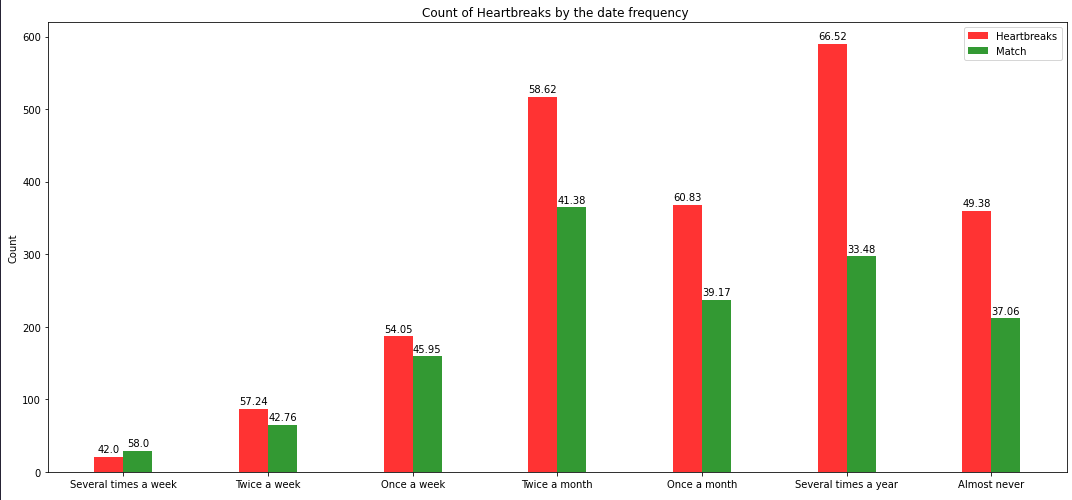 Count of Heartbreaks by the date frequency
Heartbreaks
Match
Count
600
500
400
300
200
100
0
42.0
58.0
57.24
42.76
54.05
45.95
58.62
41.38
60.83
39.17
66.52
33.48
49.38
37.06
Several times a week
Twice a week
Once a week
Twice a month
Once a month
Several times a year
Almost never